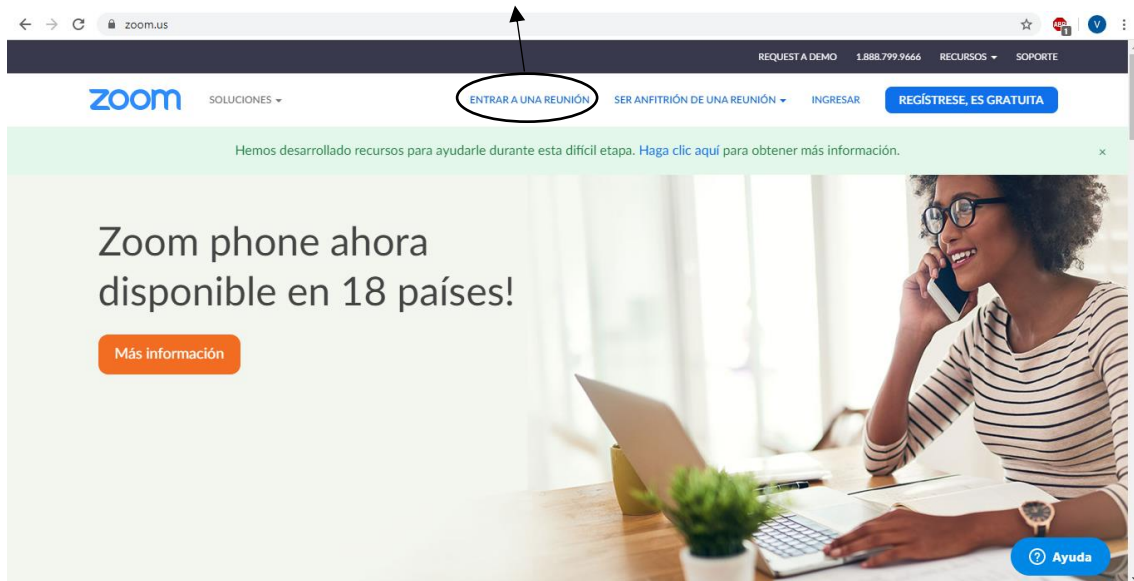 zoom.us
ABP
1
V
REQUEST A DEMO 1.888.799.9666 RECURSOS SOPORTE
zoom SOLUCIONES ENTRAR A UNA REUNIÓN SER ANFITRIÓN DE UNA REUNIÓN INGRESAR REGÍSTRESE, ES GRATUITA
Hemos desarrollado recursos para ayudarle durante esta difícil etapa. Haga clic aquí para obtener más información. ×
Zoom phone ahora
disponible en 18 países!
Más información
? Ayuda